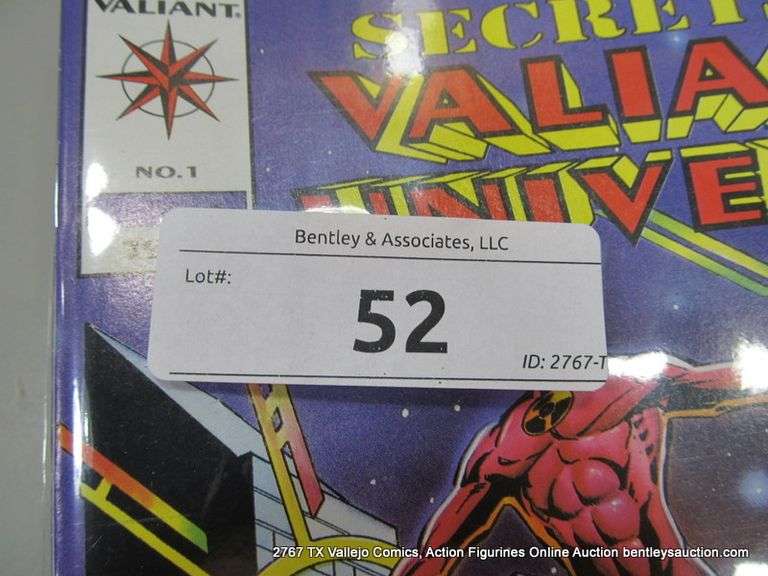 VALIANT.
NO.1
SECRET
VALIA
UNIVE
Bentley & Associates, LLC
Lot#:
52
ID: 2767-T
2767 TX Vallejo Comics, Action Figurines Online Auction bentleysauction.com